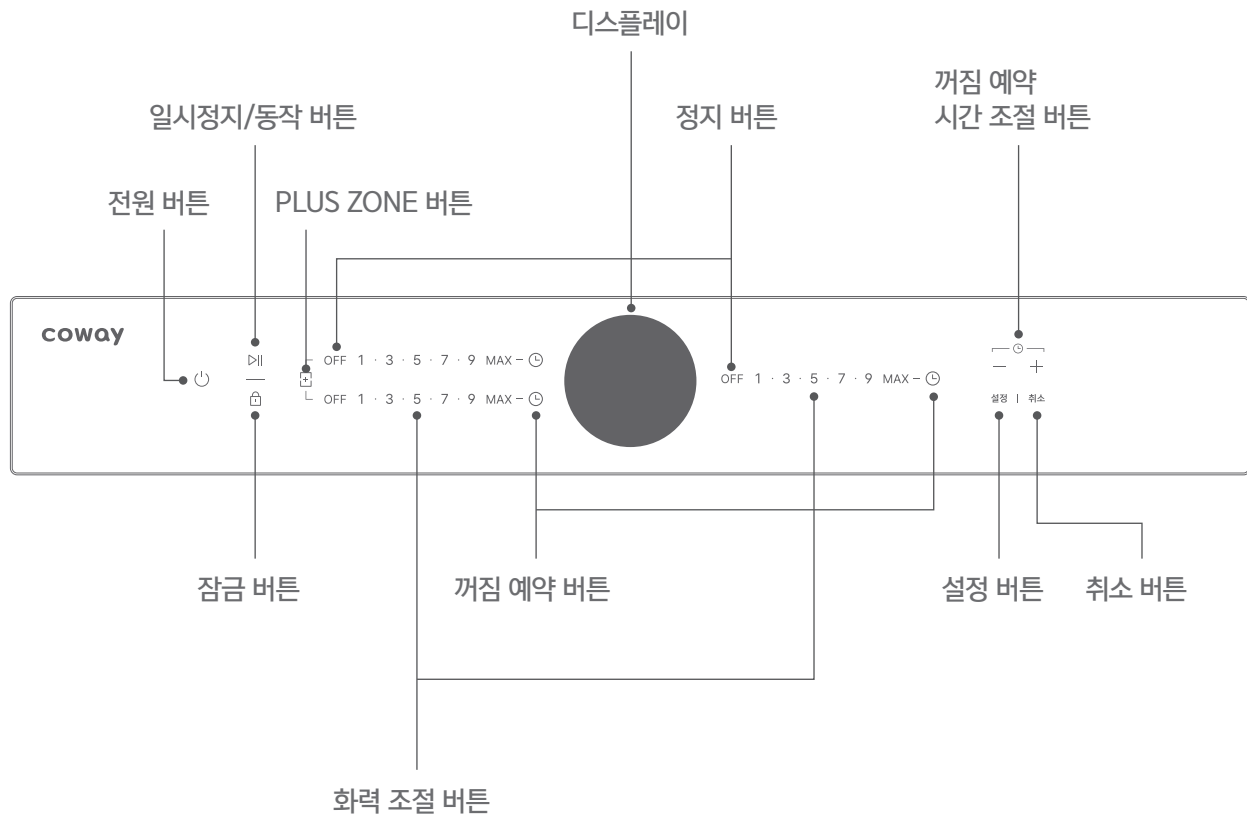 디스플레이
꺼짐 예약
시간 조절 버튼
일시정지/동작 버튼
정지 버튼
전원 버튼
PLUS ZONE 버튼
coway
OFF 1 · 3 · 5 · 7 · 9 MAX –
OFF 1 · 3 · 5 · 7 · 9 MAX –
OFF 1 · 3 · 5 · 7 · 9 MAX –
– +
설정 | 취소
잠금 버튼
꺼짐 예약 버튼
설정 버튼
취소 버튼
화력 조절 버튼